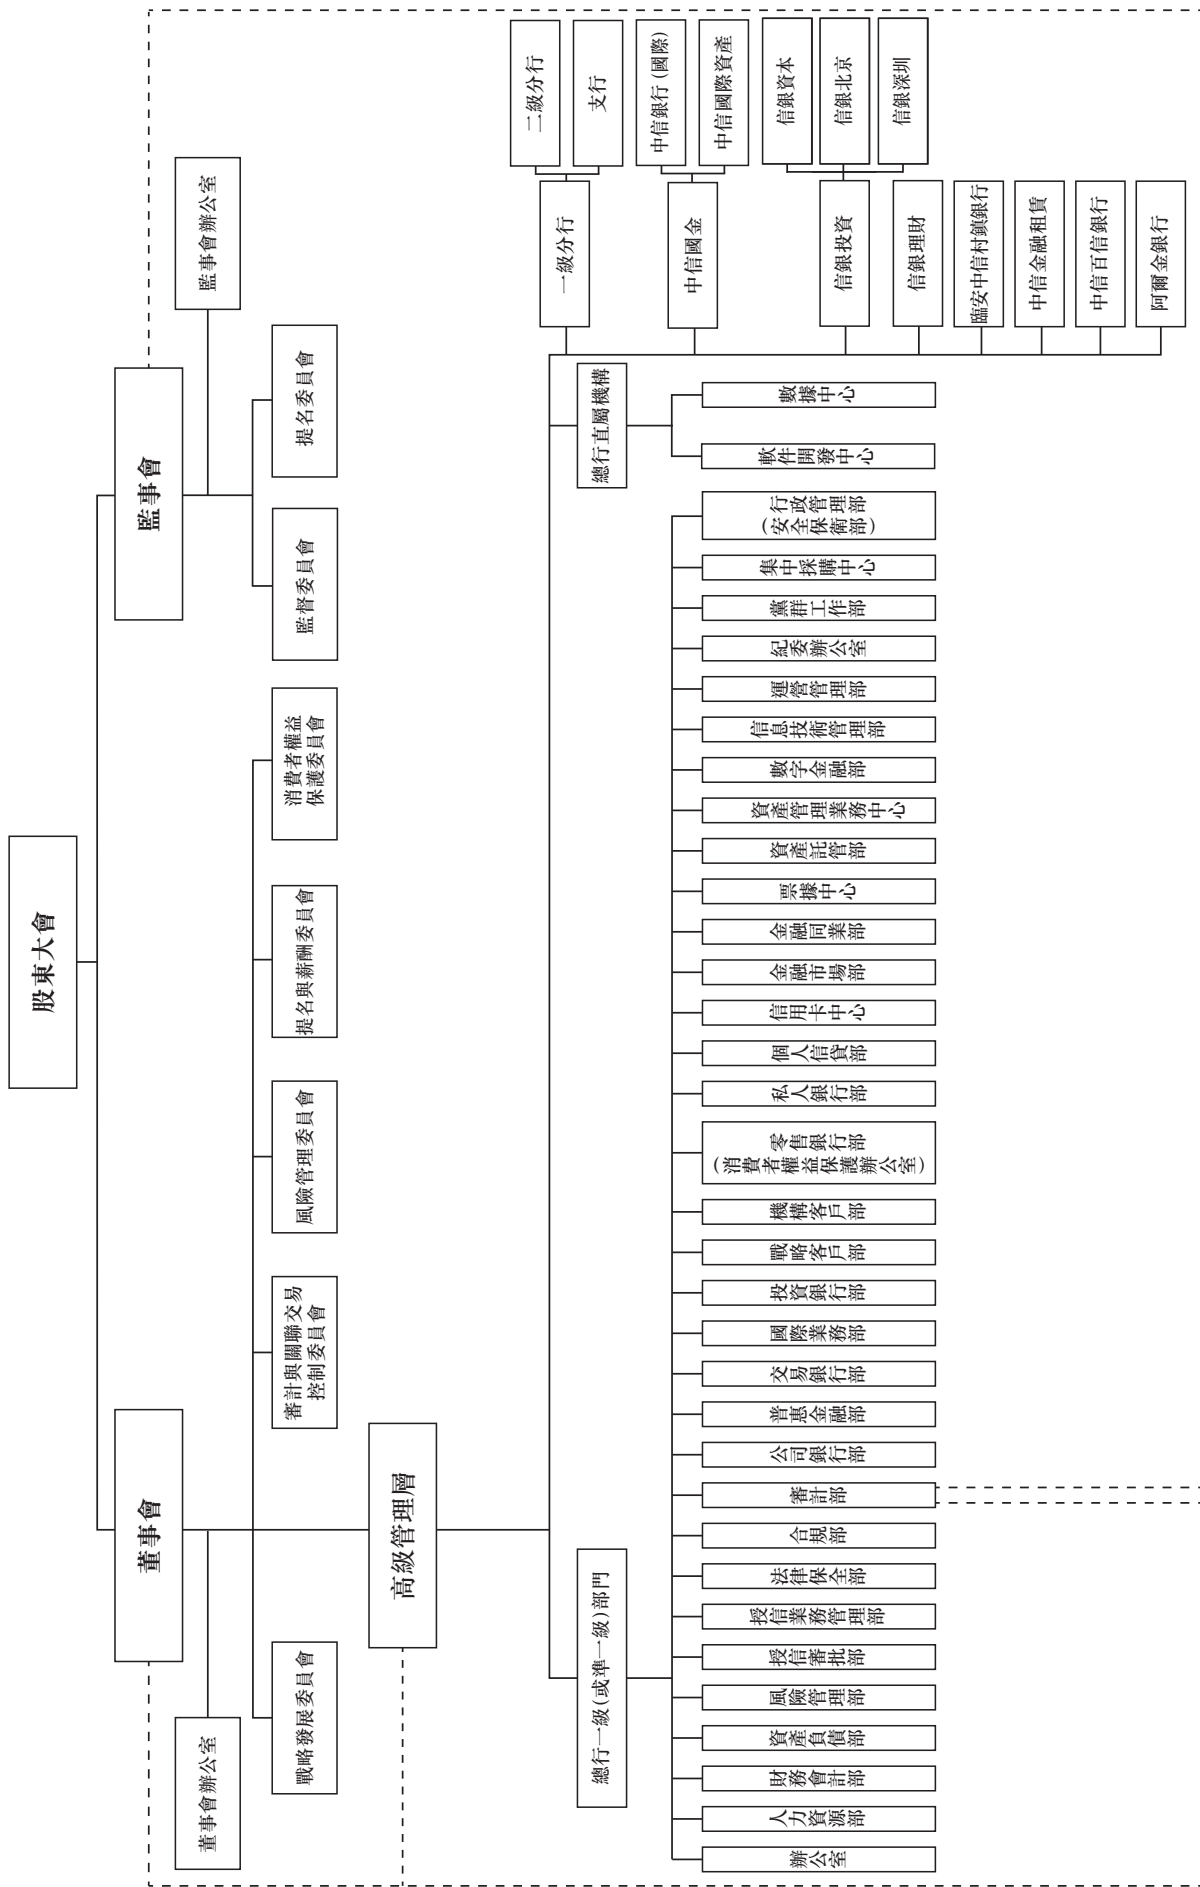 股東大會
董事會
監事會
董事會辦公室
監事會辦公室
戰略發展委員會
審計與關聯交易
控制委員會
風險管理委員會
提名與薪酬委員會
消費者權益
保護委員會
監督委員會
提名委員會
高級管理層
總行一級(或準一級)部門
總行直屬機構
辦公室
人力資源部
財務會計部
資產負債部
風險管理部
授信審批部
授信業務管理部
法律保全部
合規部
審計部
公司銀行部
普惠金融部
交易銀行部
國際業務部
投資銀行部
戰略客戶部
機構客戶部
零售銀行部
(消費者權益保護辦公室)
私人銀行部
個人信貸部
信用卡中心
金融市場部
金融同業部
票據中心
資產託管部
資產管理業務中心
數字金融部
信息技術管理部
運營管理部
紀委辦公室
黨群工作部
集中採購中心
行政管理部
(安全保衛部)
軟件開發中心
數據中心
一級分行
二級分行
支行
中信國金
中信銀行(國際)
中信國際資產
信銀投資
信銀資本
信銀北京
信銀深圳
信銀理財
臨安中信村鎮銀行
中信金融租賃
中信百信銀行
阿爾金銀行